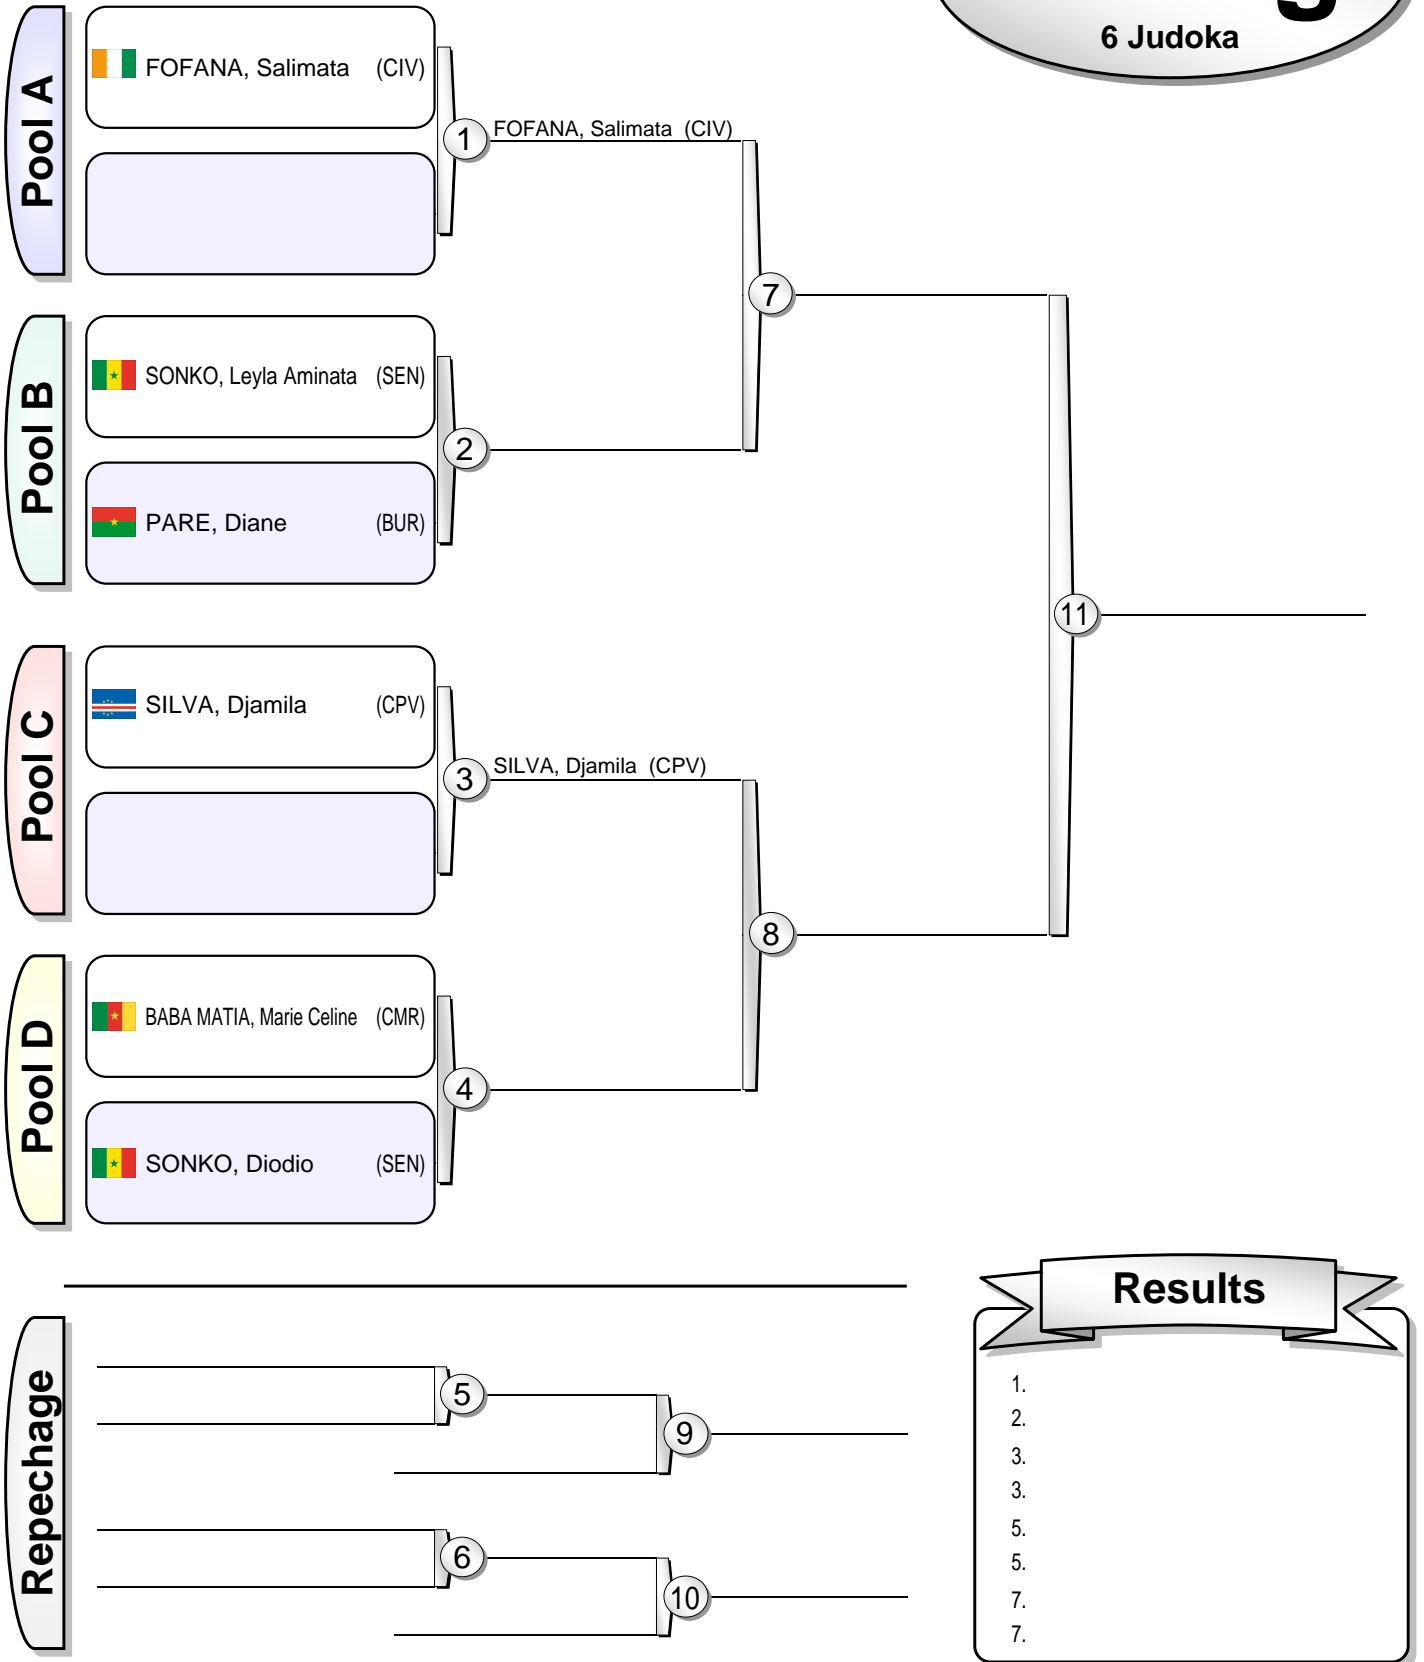 6 Judoka
Pool A
FOFANA, Salimata (CIV)
1
FOFANA, Salimata (CIV)
7
Pool B
SONKO, Leyla Aminata (SEN)
2
PARE, Diane (BUR)
11
Pool C
SILVA, Djamila (CPV)
3
SILVA, Djamila (CPV)
8
Pool D
BABA MATIA, Marie Celine (CMR)
4
SONKO, Diodio (SEN)
Repechage
5
9
6
10
Results
1.
2.
3.
3.
5.
5.
7.
7.